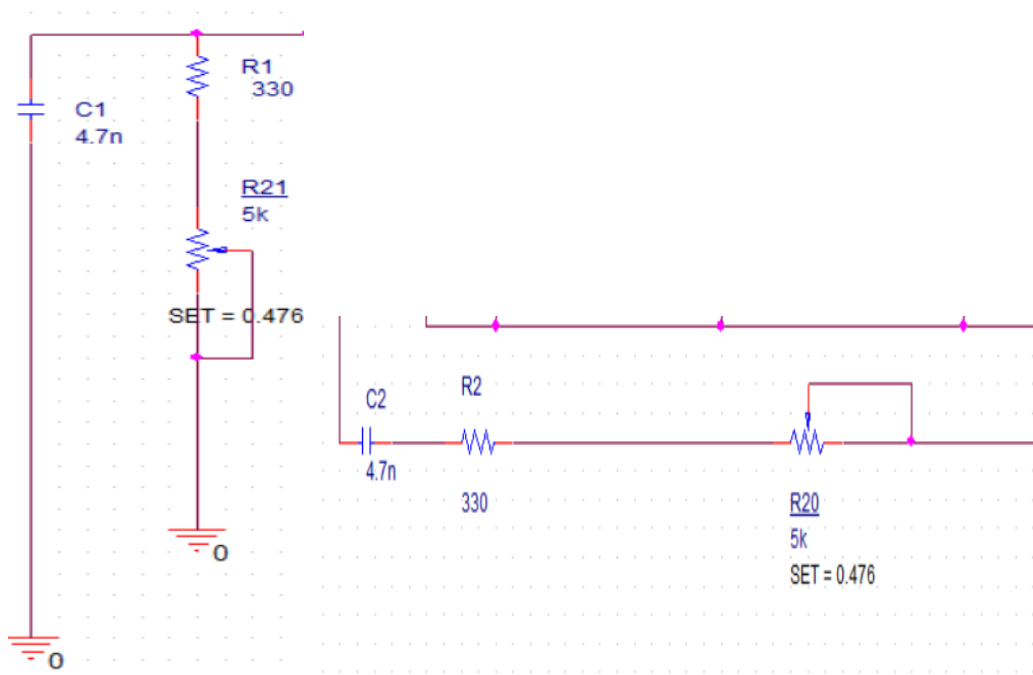 R1
330
C1
4.7n
R21
5k
SET = 0.476
0
0
C2
4.7n
R2
330
R20
5k
SET = 0.476